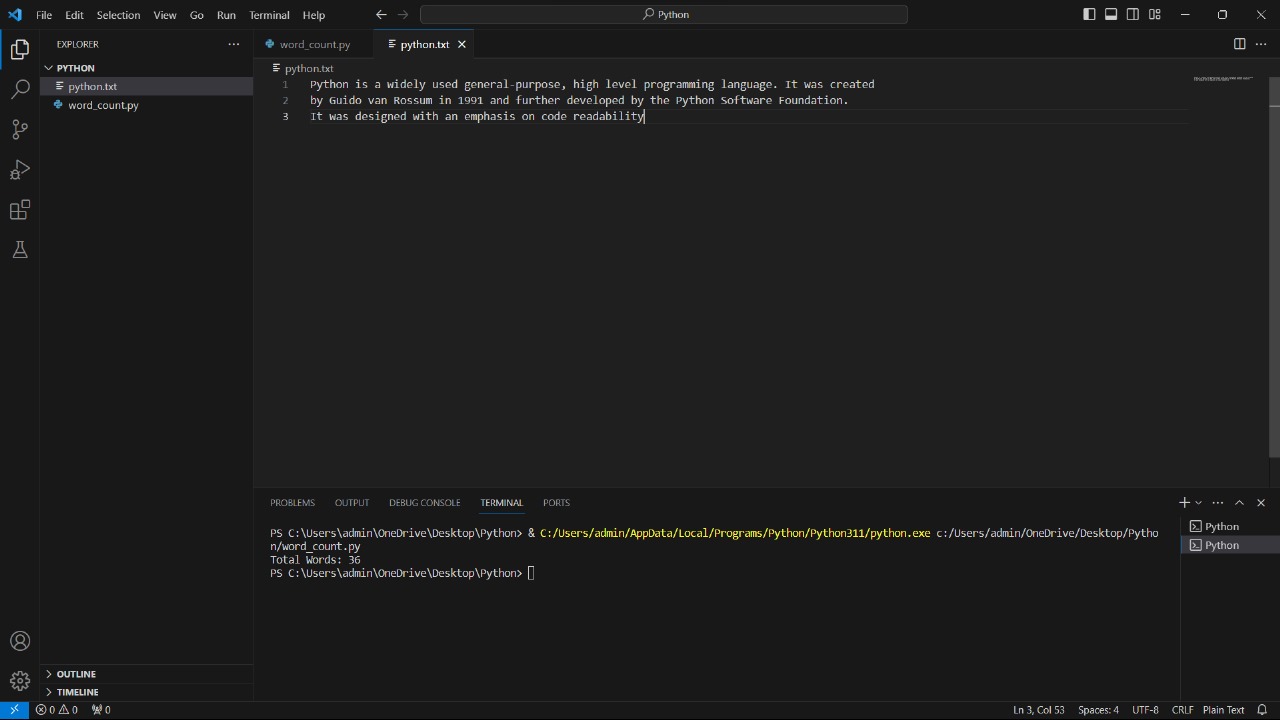 File Edit Selection View Go Run Terminal Help
Python
EXPLORER
word_count.py
python.txt
PYTHON
python.txt
word_count.py
python.txt
1 Python is a widely used general-purpose, high level programming language. It was created
2 by Guido van Rossum in 1991 and further developed by the Python Software Foundation.
3 It was designed with an emphasis on code readability
PROBLEMS OUTPUT DEBUG CONSOLE TERMINAL PORTS
PS C:\Users\admin\OneDrive\Desktop\Python> & C:/Users/admin/AppData/Local/Programs/Python/Python311/python.exe c:/Users/admin/OneDrive/Desktop/Pytho
n/word_count.py
Total Words: 36
PS C:\Users\admin\OneDrive\Desktop\Python>
Python
Python
OUTLINE
TIMELINE
0 0 0
Ln 3, Col 53 Spaces: 4 UTF-8 CRLF Plain Text